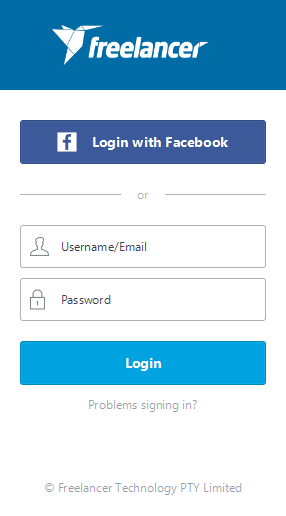 freelancer
Login with Facebook
or
Username/Email
Password
Login
Problems signing in?
© Freelancer Technology PTY Limited